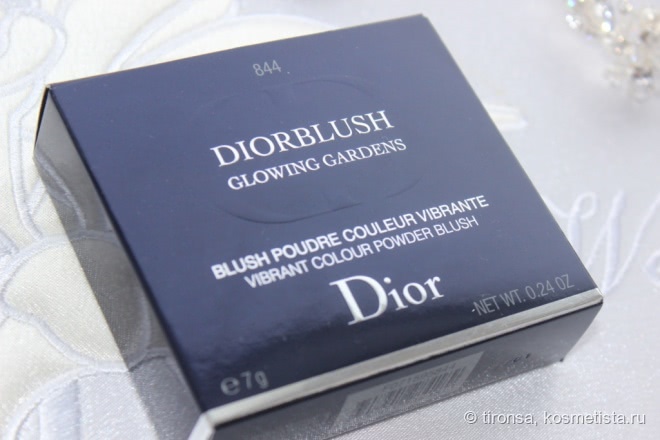 844
DIORBLUSH
GLOWING GARDENS
BLUSH POUDRE COULEUR VIBRANTE
VIBRANT COLOUR POWDER BLUSH
Dior
NET WT. 0.24 OZ
℮7g
© tironsa, kosmetista.ru